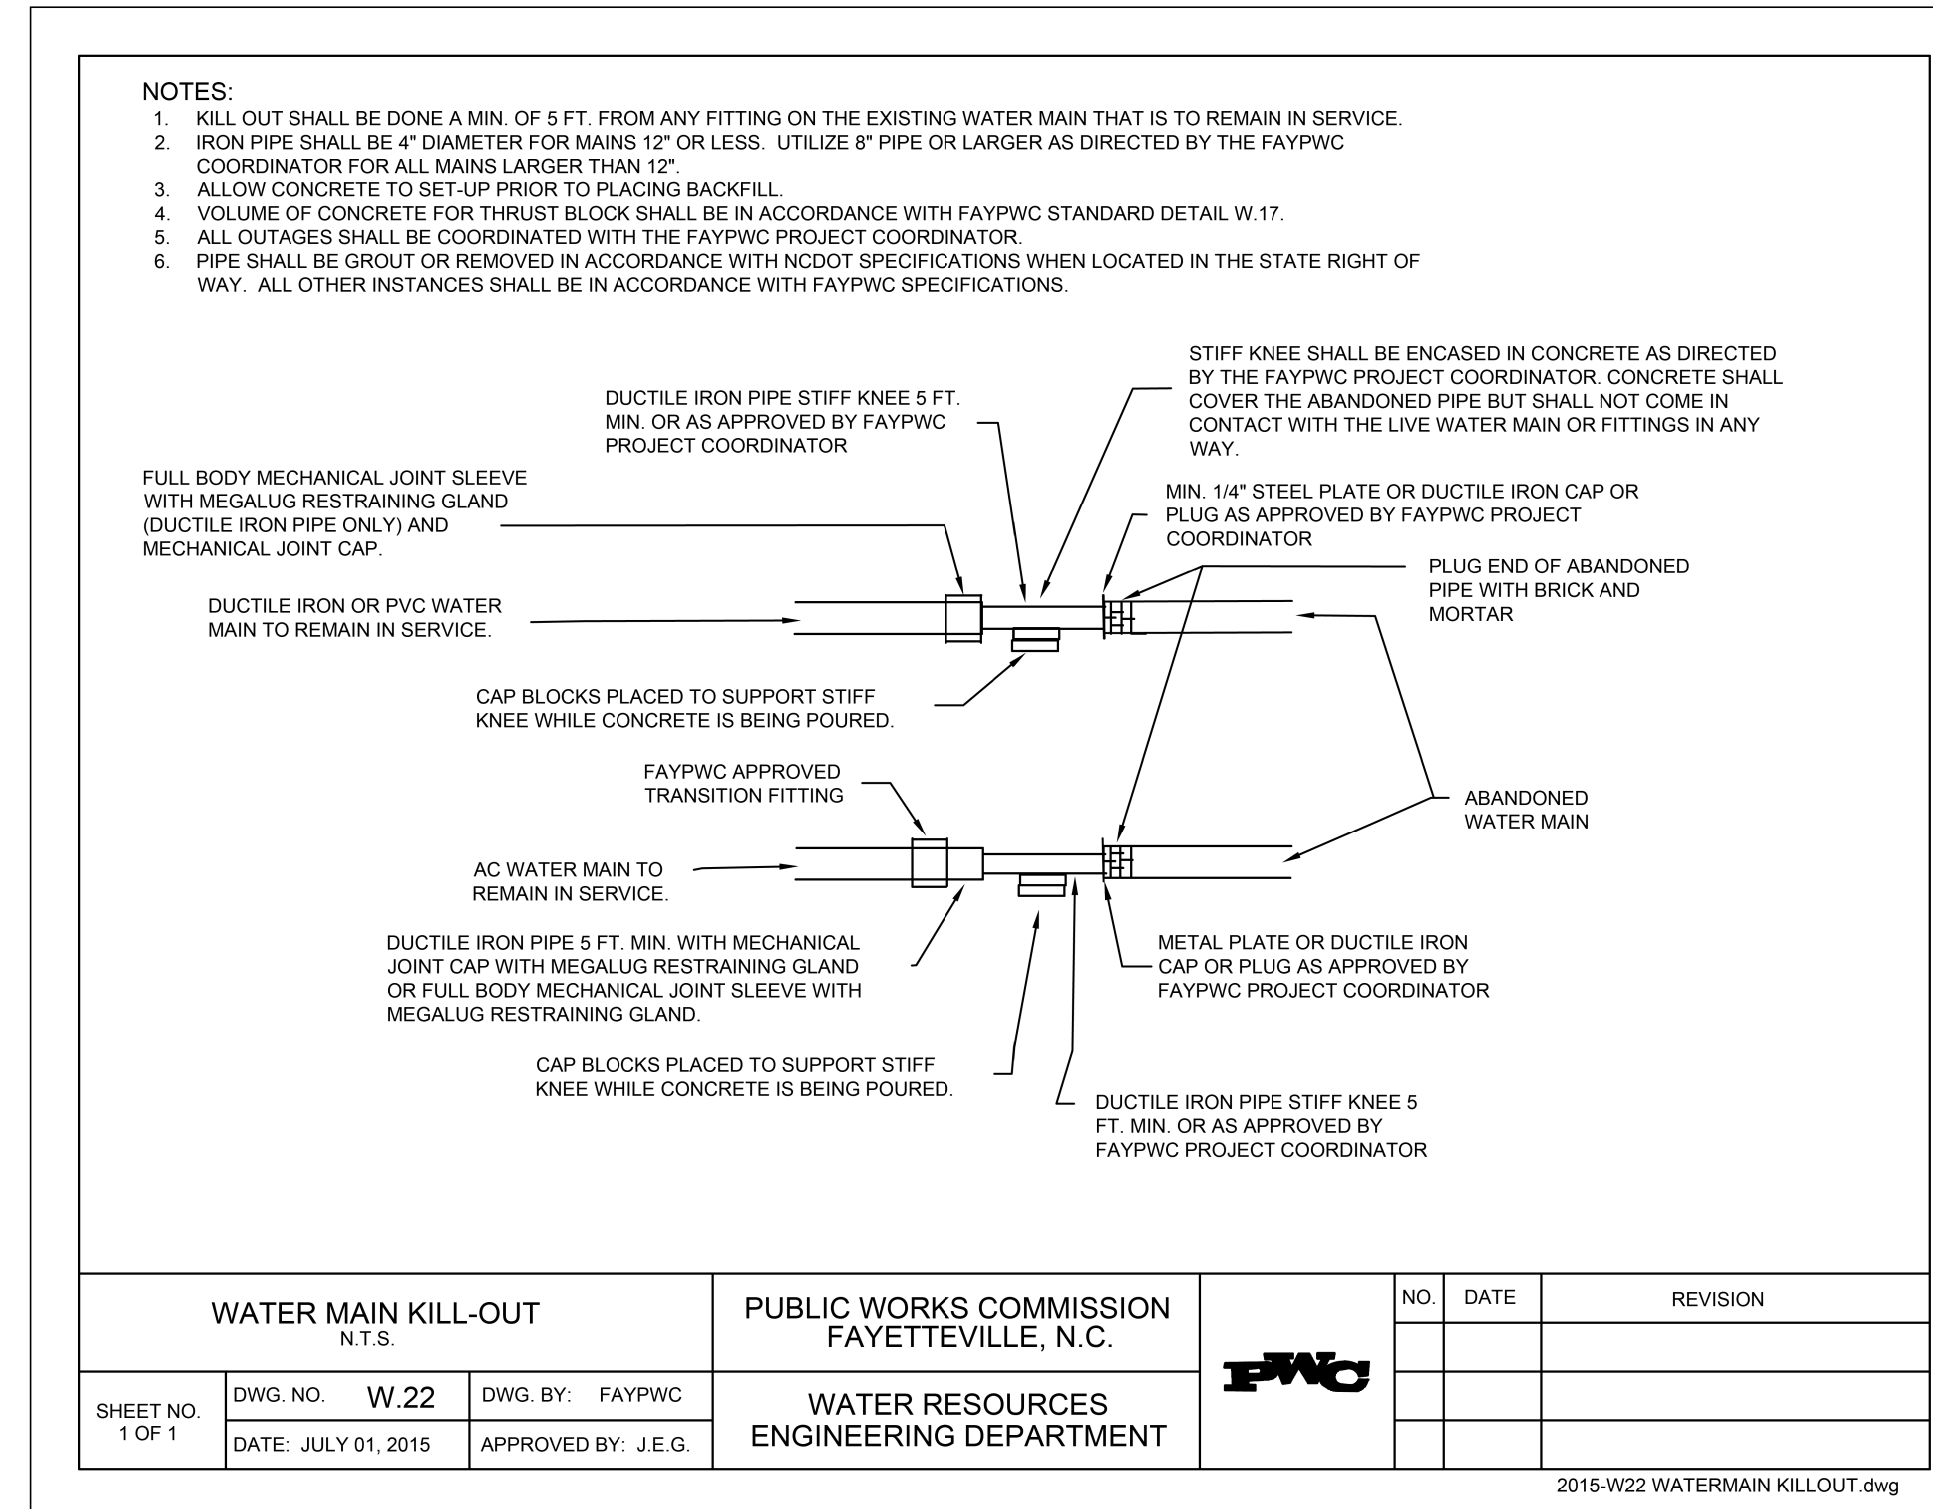 NOTES:
1. KILL OUT SHALL BE DONE A MIN. OF 5 FT. FROM ANY FITTING ON THE EXISTING WATER MAIN THAT IS TO REMAIN IN SERVICE.
2. IRON PIPE SHALL BE 4" DIAMETER FOR MAINS 12" OR LESS. UTILIZE 8" PIPE OR LARGER AS DIRECTED BY THE FAYPWC
COORDINATOR FOR ALL MAINS LARGER THAN 12".
3. ALLOW CONCRETE TO SET-UP PRIOR TO PLACING BACKFILL.
4. VOLUME OF CONCRETE FOR THRUST BLOCK SHALL BE IN ACCORDANCE WITH FAYPWC STANDARD DETAIL W.17.
5. ALL OUTAGES SHALL BE COORDINATED WITH THE FAYPWC PROJECT COORDINATOR.
6. PIPE SHALL BE GROUT OR REMOVED IN ACCORDANCE WITH NCDOT SPECIFICATIONS WHEN LOCATED IN THE STATE RIGHT OF
WAY. ALL OTHER INSTANCES SHALL BE IN ACCORDANCE WITH FAYPWC SPECIFICATIONS.
STIFF KNEE SHALL BE ENCASED IN CONCRETE AS DIRECTED
BY THE FAYPWC PROJECT COORDINATOR. CONCRETE SHALL
COVER THE ABANDONED PIPE BUT SHALL NOT COME IN
CONTACT WITH THE LIVE WATER MAIN OR FITTINGS IN ANY
WAY.
DUCTILE IRON PIPE STIFF KNEE 5 FT.
MIN. OR AS APPROVED BY FAYPWC
PROJECT COORDINATOR
FULL BODY MECHANICAL JOINT SLEEVE
WITH MEGALUG RESTRAINING GLAND
(DUCTILE IRON PIPE ONLY) AND
MECHANICAL JOINT CAP.
MIN. 1/4" STEEL PLATE OR DUCTILE IRON CAP OR
PLUG AS APPROVED BY FAYPWC PROJECT
COORDINATOR
PLUG END OF ABANDONED
PIPE WITH BRICK AND
MORTAR
DUCTILE IRON OR PVC WATER
MAIN TO REMAIN IN SERVICE.
CAP BLOCKS PLACED TO SUPPORT STIFF
KNEE WHILE CONCRETE IS BEING POURED.
FAYPWC APPROVED
TRANSITION FITTING
ABANDONED
WATER MAIN
AC WATER MAIN TO
REMAIN IN SERVICE.
DUCTILE IRON PIPE 5 FT. MIN. WITH MECHANICAL
JOINT CAP WITH MEGALUG RESTRAINING GLAND
OR FULL BODY MECHANICAL JOINT SLEEVE WITH
MEGALUG RESTRAINING GLAND.
METAL PLATE OR DUCTILE IRON
CAP OR PLUG AS APPROVED BY
FAYPWC PROJECT COORDINATOR
CAP BLOCKS PLACED TO SUPPORT STIFF
KNEE WHILE CONCRETE IS BEING POURED.
DUCTILE IRON PIPE STIFF KNEE 5
FT. MIN. OR AS APPROVED BY
FAYPWC PROJECT COORDINATOR
WATER MAIN KILL-OUT
N.T.S.
SHEET NO.
1 OF 1
DWG. NO. W.22
DWG. BY: FAYPWC
DATE: JULY 01, 2015
APPROVED BY: J.E.G.
PUBLIC WORKS COMMISSION
FAYETTEVILLE, N.C.
WATER RESOURCES
ENGINEERING DEPARTMENT
PWC
NO. DATE REVISION
2015-W22 WATERMAIN KILLOUT.dwg